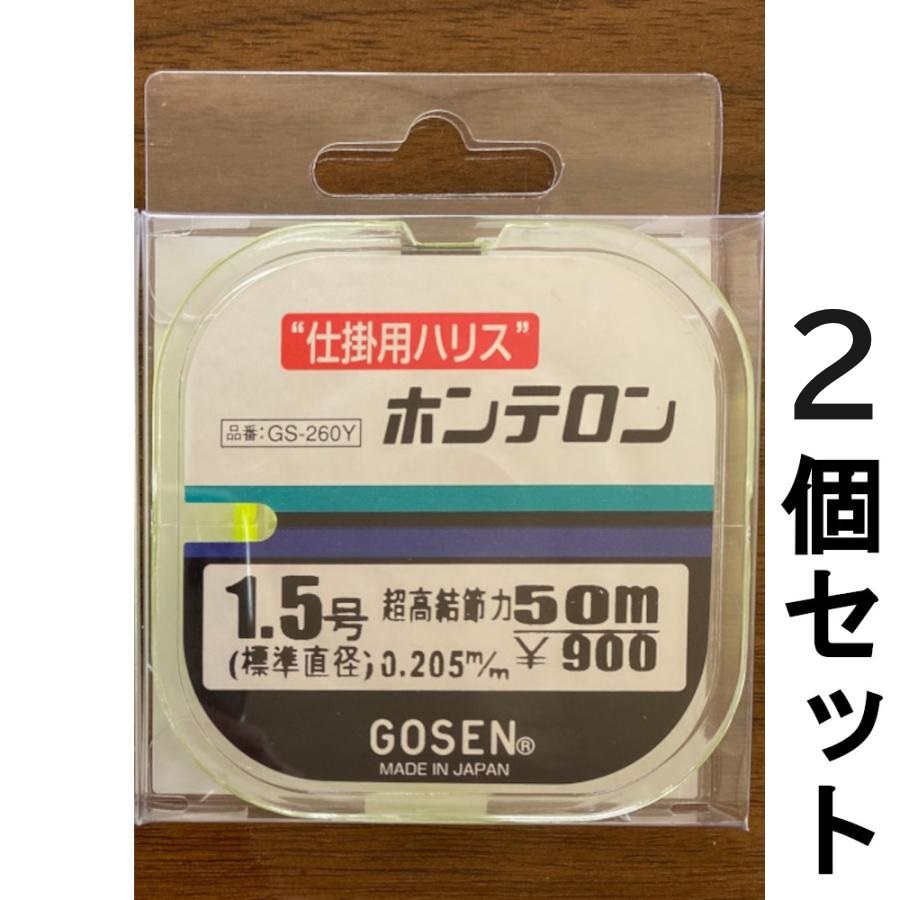 “仕掛用ハリス”
品番:GS-260Y
ホンテロン
1.5号
(標準直径)
超高結節力
0.205m/m
50m
¥900
GOSEN®
MADE IN JAPAN
2個セット